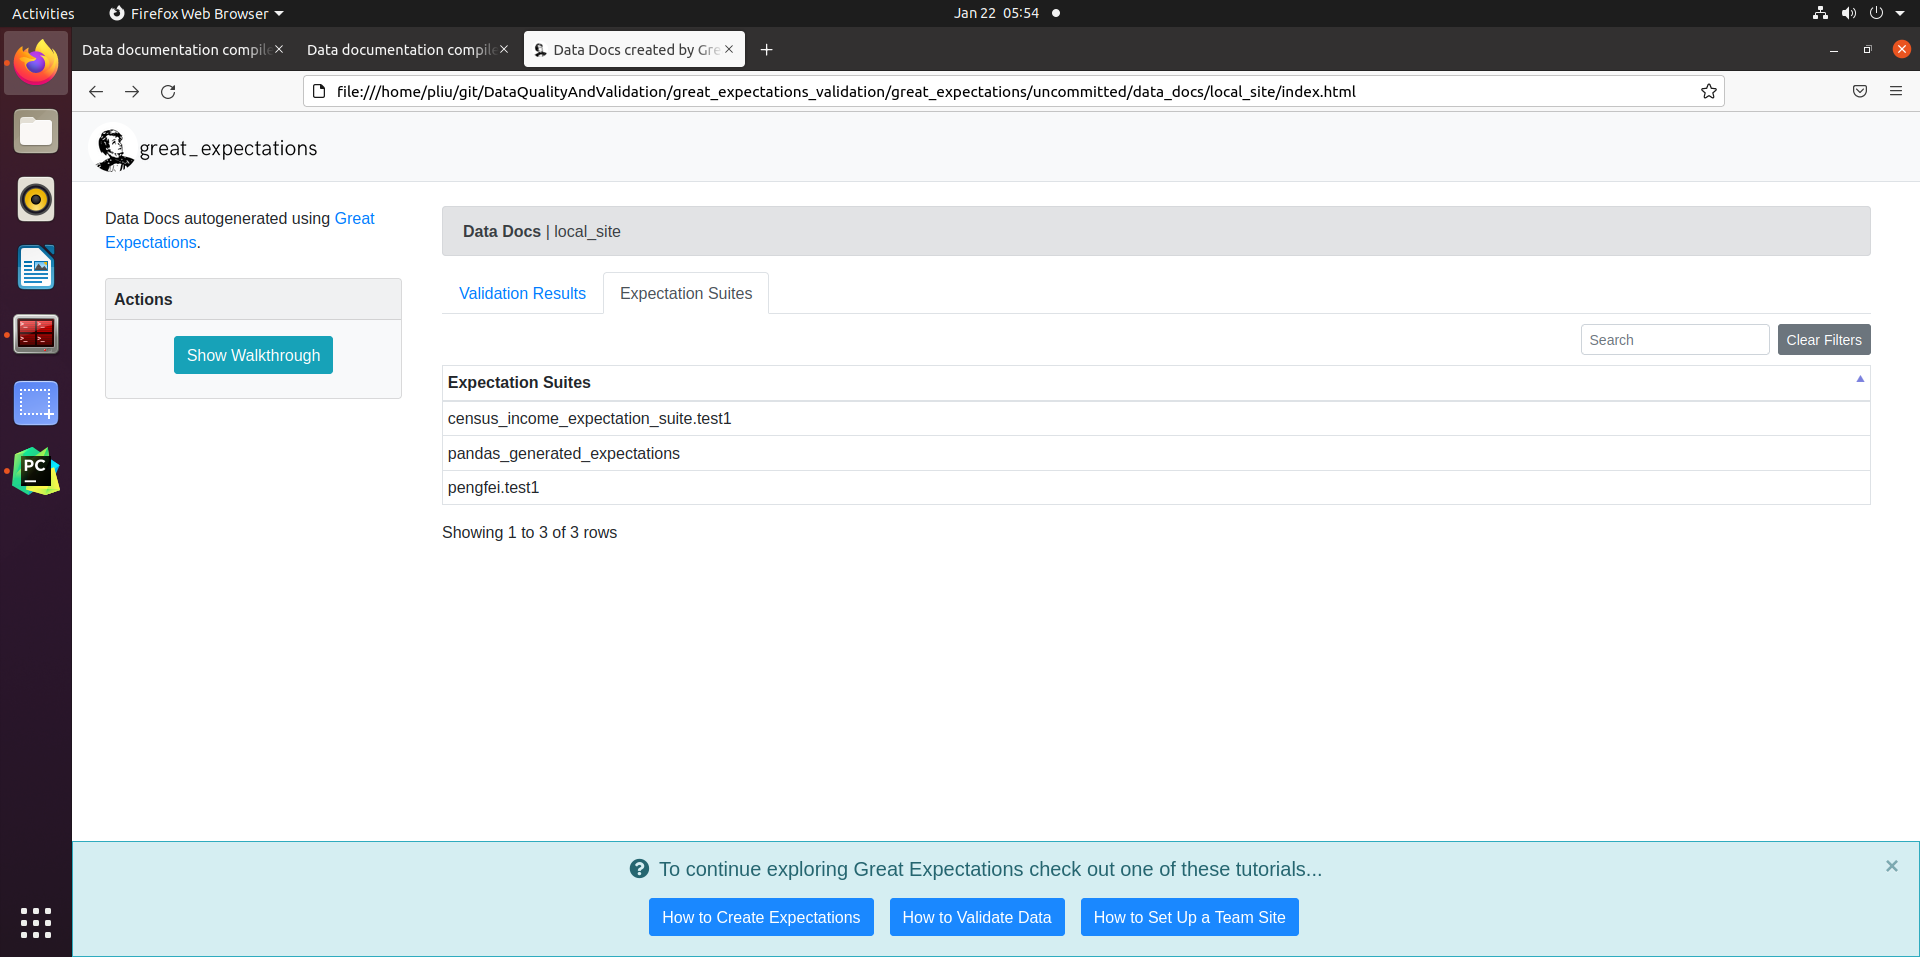 Activities
Firefox Web Browser
Jan 22 05:54
Data documentation compile
Data documentation compile
Data Docs created by Gre
file:///home/pliu/git/DataQualityAndValidation/great_expectations_validation/great_expectations/uncommitted/data_docs/local_site/index.html
great_expectations
Data Docs autogenerated using Great
Expectations.
Actions
Show Walkthrough
Data Docs | local_site
Validation Results
Expectation Suites
Search
Clear Filters
Expectation Suites
census_income_expectation_suite.test1
pandas_generated_expectations
pengfei.test1
Showing 1 to 3 of 3 rows
To continue exploring Great Expectations check out one of these tutorials...
How to Create Expectations
How to Validate Data
How to Set Up a Team Site
PC